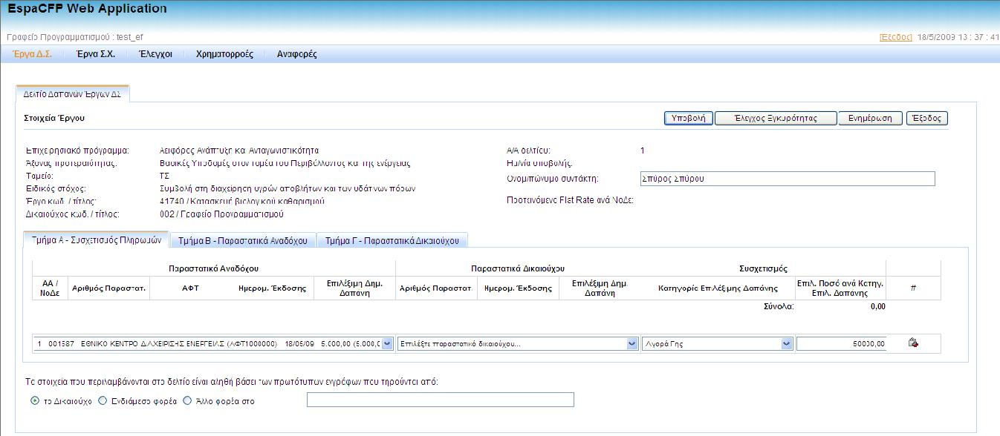 EspaCFP Web Application
Γραφείο Προγραμματισμού : test_ef
[Έξοδος] 18/5/2009 13 : 37 : 41
Έργα Δ.Σ. Έργα Σ.Χ. Έλεγχοι Χρηματορροές Αναφορές
Δελτίο Δαπανών Έργων ΔΣ
Στοιχεία Έργου
Υποβολή Έλεγχος Εγκυρότητας Ενημέρωση Έξοδος
Επιχειρησιακό πρόγραμμα: Αειφόρος Ανάπτυξη και Ανταγωνιστικότητα Α/Α δελτίου: 1
Άξονας προτεραιότητας: Βασικές Υποδομές στον τομέα του Περιβάλλοντος και της ενέργειας Ημ/νία υποβολής:
Ταμείο: ΤΣ Ονομ/πώνυμο συντάκτη: Σπύρος Σπύρου
Ειδικός στόχος: Συμβολή στη διαχείρηση υγρών αποβλήτων και των υδάτινων πόρων
Έργο κωδ. / τίτλος: 41740 / Κατασκευή βιολογικού καθαρισμού Προτεινόμενο Flat Rate ανά ΝοΔε:
Δικαιούχος κωδ. / τίτλος: 002 / Γραφείο Προγραμματισμού
Τμήμα Α - Συσχετισμός Πληρωμών Τμήμα Β - Παραστατικά Αναδόχου Τμήμα Γ - Παραστατικά Δικαιούχου
Παραστατικά Αναδόχου Παραστατικά Δικαιούχου Συσχετισμός
ΑΑ / ΝοΔε Αριθμός Παραστατ. ΑΦΤ Ημερομ. Έκδοσης Επιλέξιμη Δημ. Δαπάνη Αριθμός Παραστατ. Ημερομ. Έκδοσης Επιλέξιμη Δημ. Δαπάνη Κατηγορία Επιλέξιμης Δαπάνης Επιλ. Ποσό ανά Κατηγ. Επιλ. Δαπάνης #
Σύνολα: 0,00
1 001587 ΕΘΝΙΚΟ ΚΕΝΤΡΟ ΔΙΑΧΕΙΡΙΣΗΣ ΕΝΕΡΓΕΙΑΣ (ΑΦΤ1000000) 18/05/09 5.000,00 (5.000,0 Επιλέξτε παραστατικό δικαιούχου... Αγορά Γης 50000,00
Τα στοιχεία που περιλαμβάνονται στο δελτίο είναι αληθή βάσει των πρωτότυπων εγγράφων που τηρούνται από:
το Δικαιούχο Ενδιάμεσο φορέα Άλλο φορέα στο